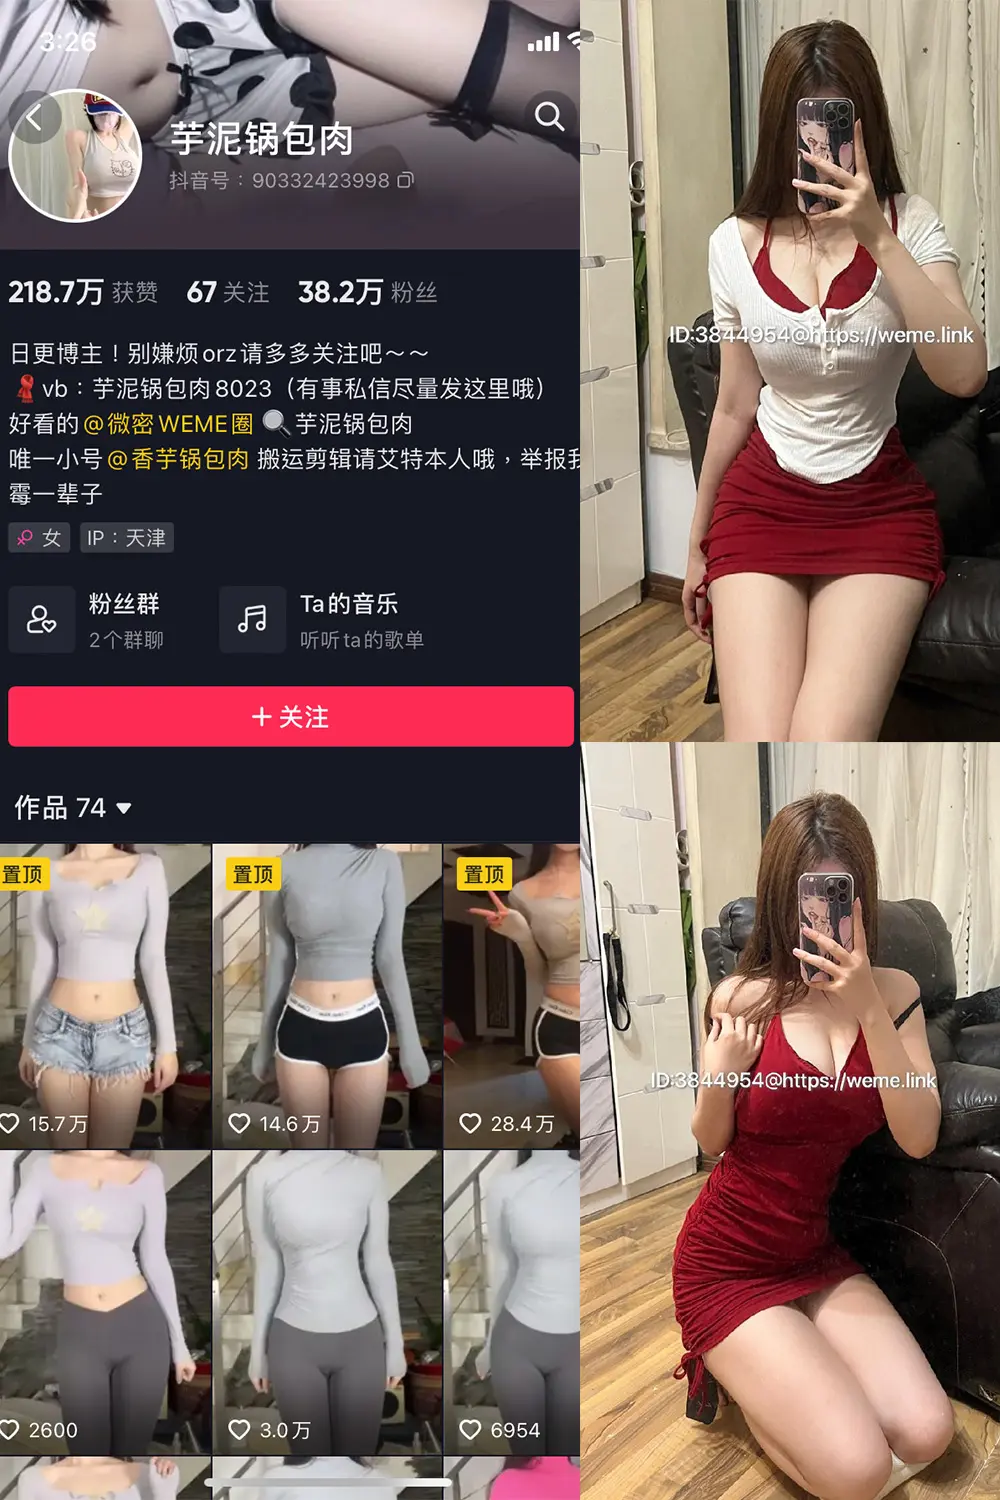 3:26
芋泥锅包肉
抖音号：90332423998
218.7万 获赞 67 关注 38.2万 粉丝
日更博主！别嫌烦orz请多多关注吧～～
vb：芋泥锅包肉8023（有事私信尽量发这里哦）
好看的@微密WEME圈 芋泥锅包肉
唯一小号@香芋锅包肉 搬运剪辑请艾特本人哦，举报我
霉一辈子
女 IP：天津
粉丝群
2个群聊
Ta的音乐
听听ta的歌单
＋关注
作品 74
置顶 置顶 置顶
15.7万 14.6万 28.4万
2600 3.0万 6954
ID:3844954@https://weme.link
ID:3844954@https://weme.link